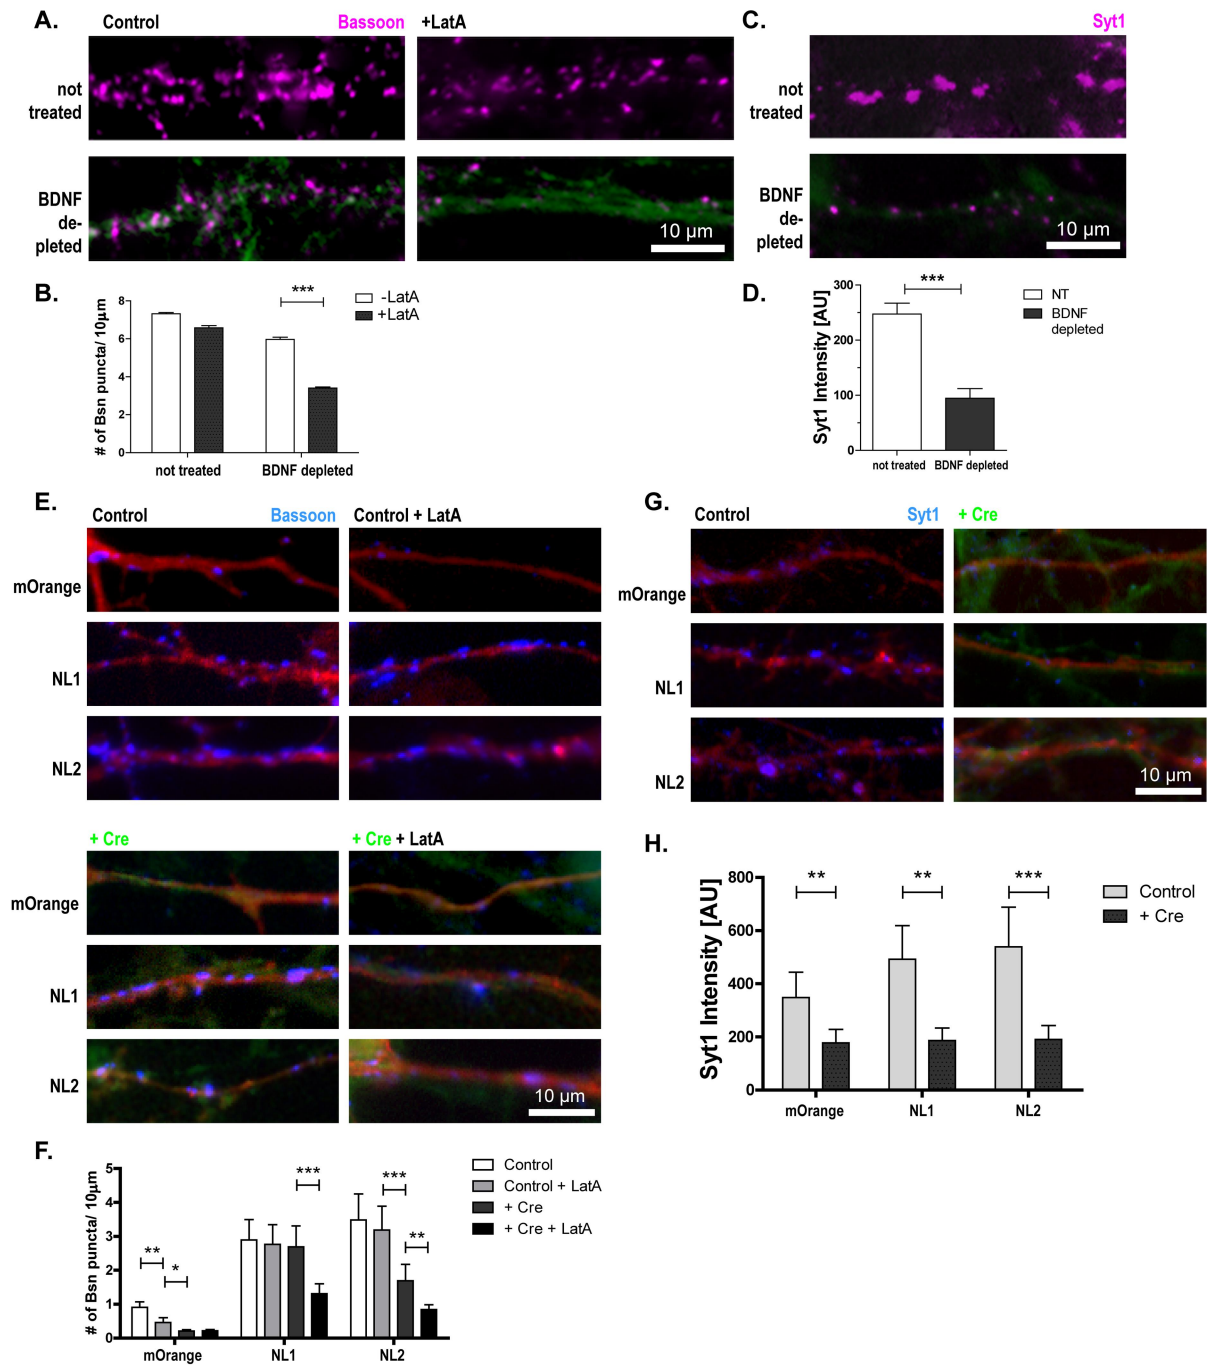 A.
Control Bassoon +LatA
not
treated
BDNF
de-
pleted
10 µm
B.
# of Bsn puncta/ 10µm
8
6
4
2
0
***
-LatA
+LatA
not treated BDNF depleted
C.
Syt1
not
treated
BDNF
de-
pleted
10 µm
D.
Syt1 Intensity [AU]
300
200
100
0
***
NT
BDNF
depleted
not treated BDNF depleted
E.
Control Bassoon Control + LatA
mOrange
NL1
NL2
+ Cre + Cre + LatA
mOrange
NL1
NL2
10 µm
F.
# of Bsn puncta/ 10µm
5
4
3
2
1
0
** * *** *** **
Control
Control + LatA
+ Cre
+ Cre + LatA
mOrange NL1 NL2
G.
Control Syt1 + Cre
mOrange
NL1
NL2
10 µm
H.
Syt1 Intensity [AU]
800
600
400
200
0
** ** ***
Control
+ Cre
mOrange NL1 NL2